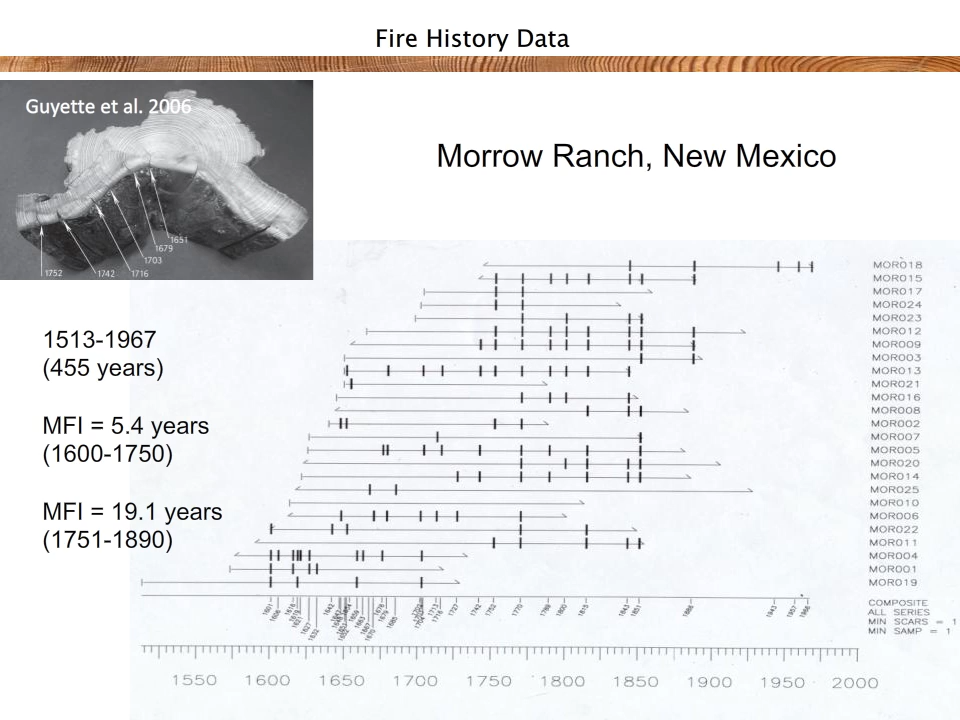 Fire History Data
Guyette et al. 2006
1651
1679
1703
1752
1742
1716
Morrow Ranch, New Mexico
1513-1967
(455 years)
MFI = 5.4 years
(1600-1750)
MFI = 19.1 years
(1751-1890)
MOR018
MOR015
MOR017
MOR024
MOR023
MOR012
MOR009
MOR003
MOR013
MOR021
MOR016
MOR008
MOR002
MOR007
MOR005
MOR020
MOR014
MOR025
MOR010
MOR006
MOR022
MOR011
MOR004
MOR001
MOR019
COMPOSITE
ALL SERIES
MIN SCARS = 1
MIN SAMP = 1
1550 1600 1650 1700 1750 1800 1850 1900 1950 2000